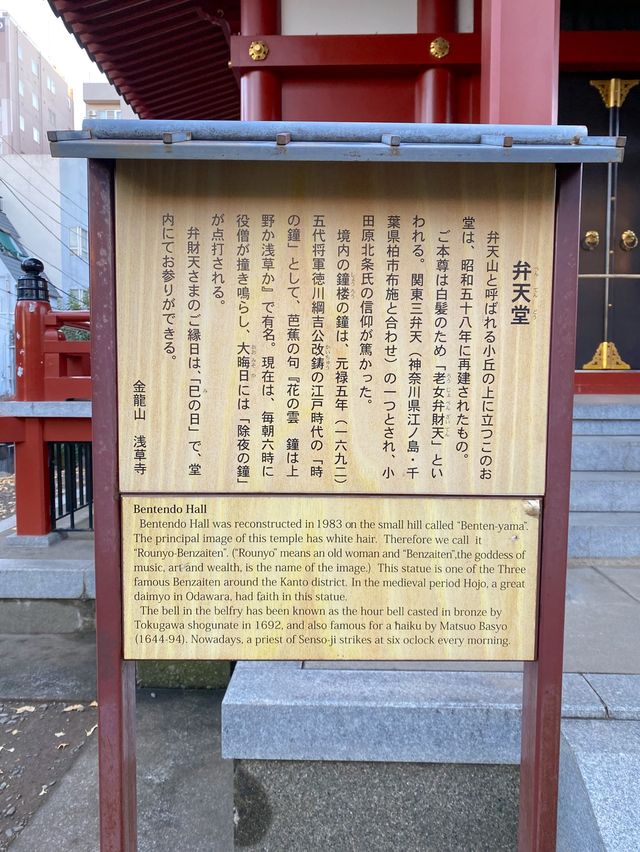 弁天堂
弁天山と呼ばれる小丘の上に立つこのお
堂は、昭和五十八年に再建されたもの。
ご本尊は白髪のため「老女弁財天」とい
われる。関東三弁天（神奈川県江ノ島・千
葉県柏市布施と合わせ）の一つとされ、小
田原北条氏の信仰が篤かった。
境内の鐘楼の鐘は、元禄五年（一六九二）
五代将軍徳川綱吉公改鋳の江戸時代の「時
の鐘」として、芭蕉の句『花の雲　鐘は上
野か浅草か』で有名。現在は、毎朝六時に
役僧が撞き鳴らし、大晦日には「除夜の鐘」
が点打される。
弁財天さまのご縁日は、「巳の日」で、堂
内にてお参りができる。
金龍山　浅草寺
Bentendo Hall
Bentendo Hall was reconstructed in 1983 on the small hill called “Benten-yama”.
The principal image of this temple has white hair. Therefore we call it
“Rounyo-Benzaiten”. (“Rounyo” means an old woman and “Benzaiten”,the goddess of
music, art and wealth, is the name of the image.) This statue is one of the Three
famous Benzaiten around the Kanto district. In the medieval period Hojo, a great
daimyo in Odawara, had faith in this statue.
The bell in the belfry has been known as the hour bell casted in bronze by
Tokugawa shogunate in 1692, and also famous for a haiku by Matsuo Basyo
(1644-94). Nowadays, a priest of Senso-ji strikes at six oclock every morning.